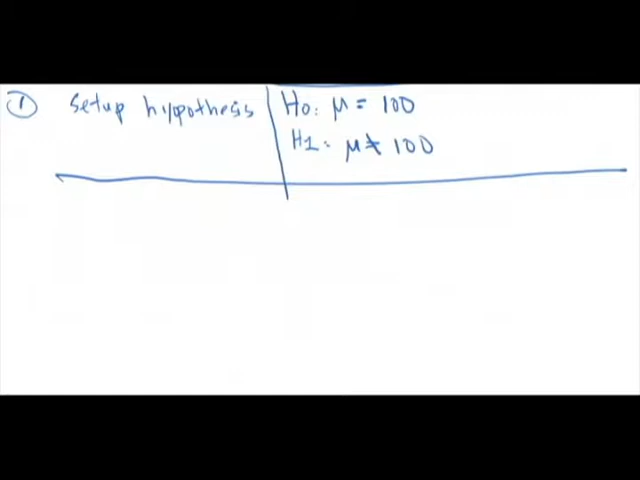 ① Setup hypothesis H0: μ = 100
H1: μ ≠ 100